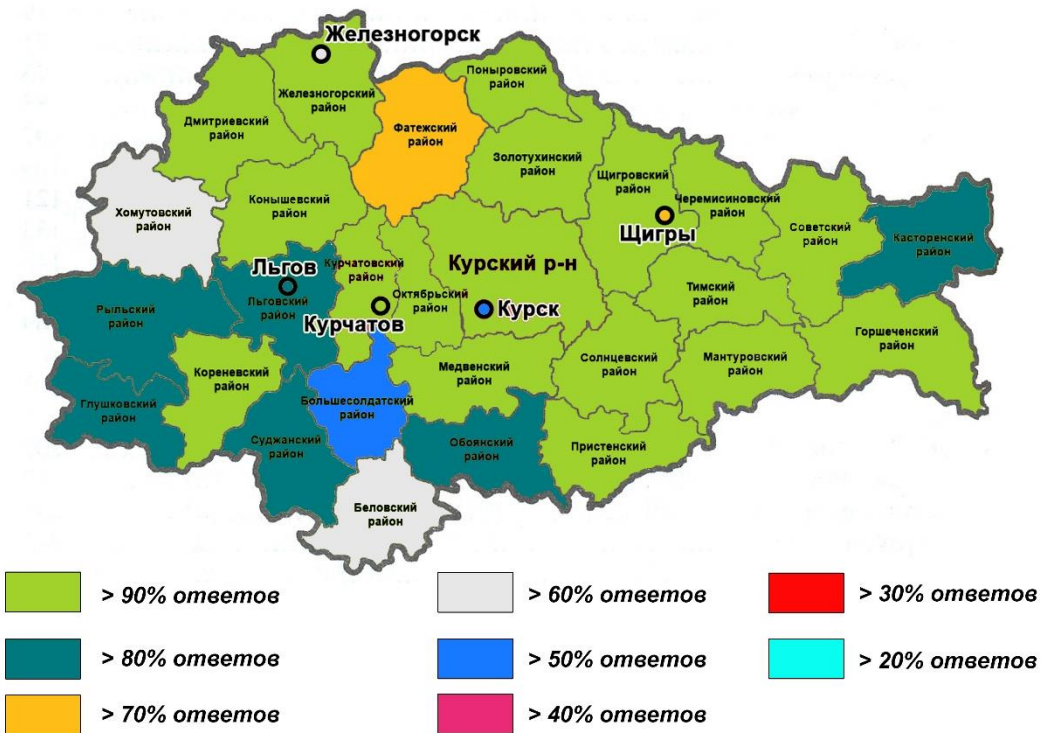 Железногорск
Железногорский
район
Поныровский
район
Дмитриевский
район
Фатежский
район
Золотухинский
район
Щигровский
район
Черемисиновский
район
Хомутовский
район
Конышевский
район
Щигры
Советский
район
Касторенский
район
Льгов
Льговский
район
Курчатовский
район
Курский р-н
Октябрьский
район
Тимский
район
Рыльский
район
Курчатов
Курск
Горшеченский
район
Кореневский
район
Медвенский
район
Солнцевский
район
Мантуровский
район
Глушковский
район
Большесолдатский
район
Суджанский
район
Обоянский
район
Пристенский
район
Беловский
район
> 90% ответов
> 60% ответов
> 30% ответов
> 80% ответов
> 50% ответов
> 20% ответов
> 70% ответов
> 40% ответов